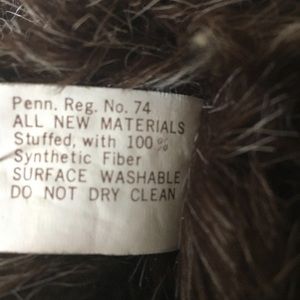 Penn. Reg. No. 74
ALL NEW MATERIALS
Stuffed, with 100%
Synthetic Fiber
SURFACE WASHABLE
DO NOT DRY CLEAN